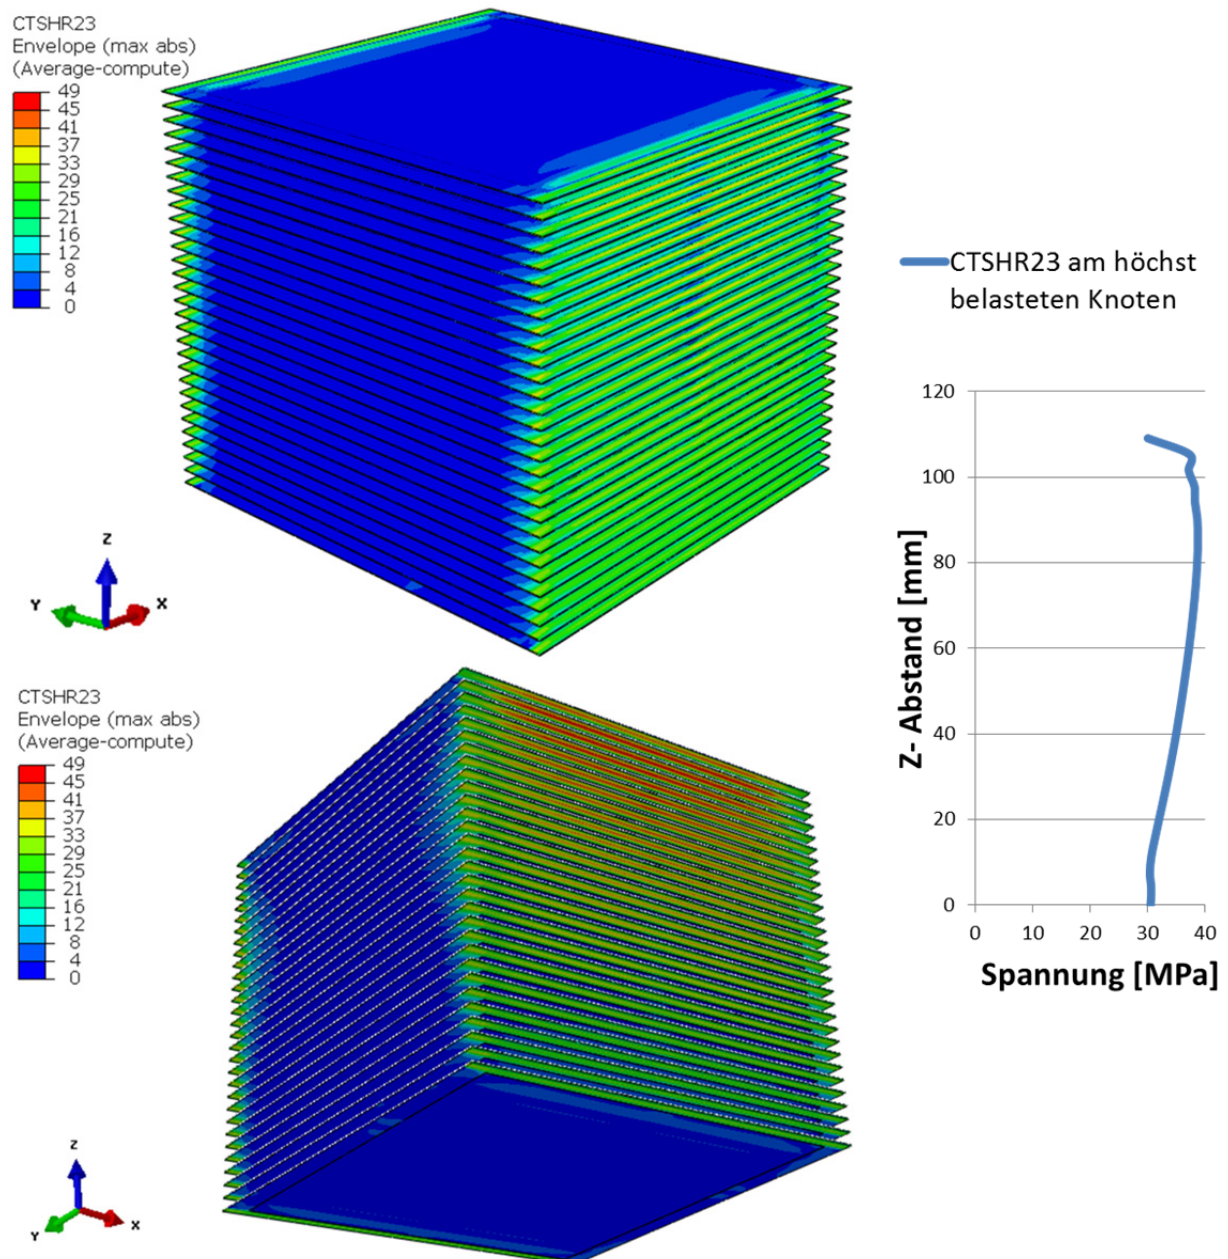 CTSHR23
Envelope (max abs)
(Average-compute)
49
45
41
37
33
29
25
21
16
12
8
4
0
Z
Y
X
CTSHR23
Envelope (max abs)
(Average-compute)
49
45
41
37
33
29
25
21
16
12
8
4
0
Z
Y
X
CTSHR23 am höchst
belasteten Knoten
120
100
80
60
40
20
0
Z- Abstand [mm]
0 10 20 30 40
Spannung [MPa]